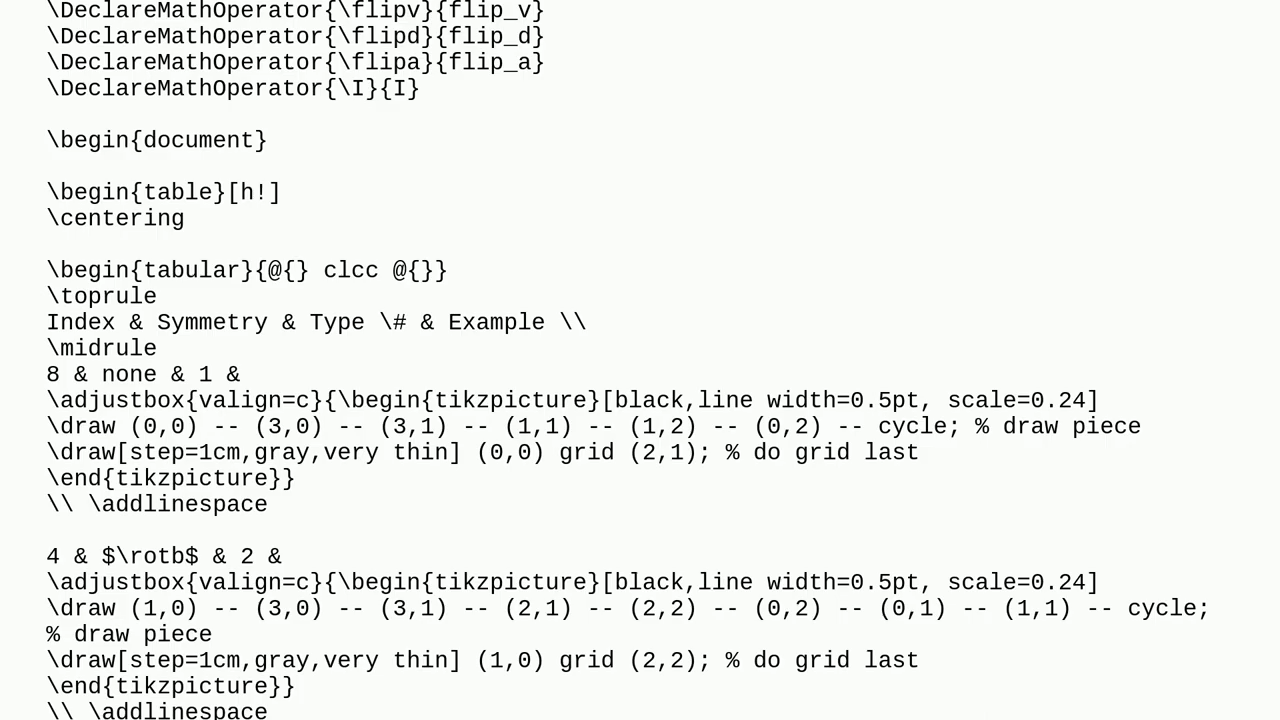 \DeclareMathOperator{\flipv}{flip_v}
\DeclareMathOperator{\flipd}{flip_d}
\DeclareMathOperator{\flipa}{flip_a}
\DeclareMathOperator{\I}{I}
\begin{document}
\begin{table}[h!]
\centering
\begin{tabular}{@{} clcc @{}}
\toprule
Index & Symmetry & Type \# & Example \\
\midrule
8 & none & 1 &
\adjustbox{valign=c}{\begin{tikzpicture}[black,line width=0.5pt, scale=0.24]
\draw (0,0) -- (3,0) -- (3,1) -- (1,1) -- (1,2) -- (0,2) -- cycle; % draw piece
\draw[step=1cm,gray,very thin] (0,0) grid (2,1); % do grid last
\end{tikzpicture}}
\\ \addlinespace
4 & $\rotb$ & 2 &
\adjustbox{valign=c}{\begin{tikzpicture}[black,line width=0.5pt, scale=0.24]
\draw (1,0) -- (3,0) -- (3,1) -- (2,1) -- (2,2) -- (0,2) -- (0,1) -- (1,1) -- cycle;
% draw piece
\draw[step=1cm,gray,very thin] (1,0) grid (2,2); % do grid last
\end{tikzpicture}}
\\ \addlinespace